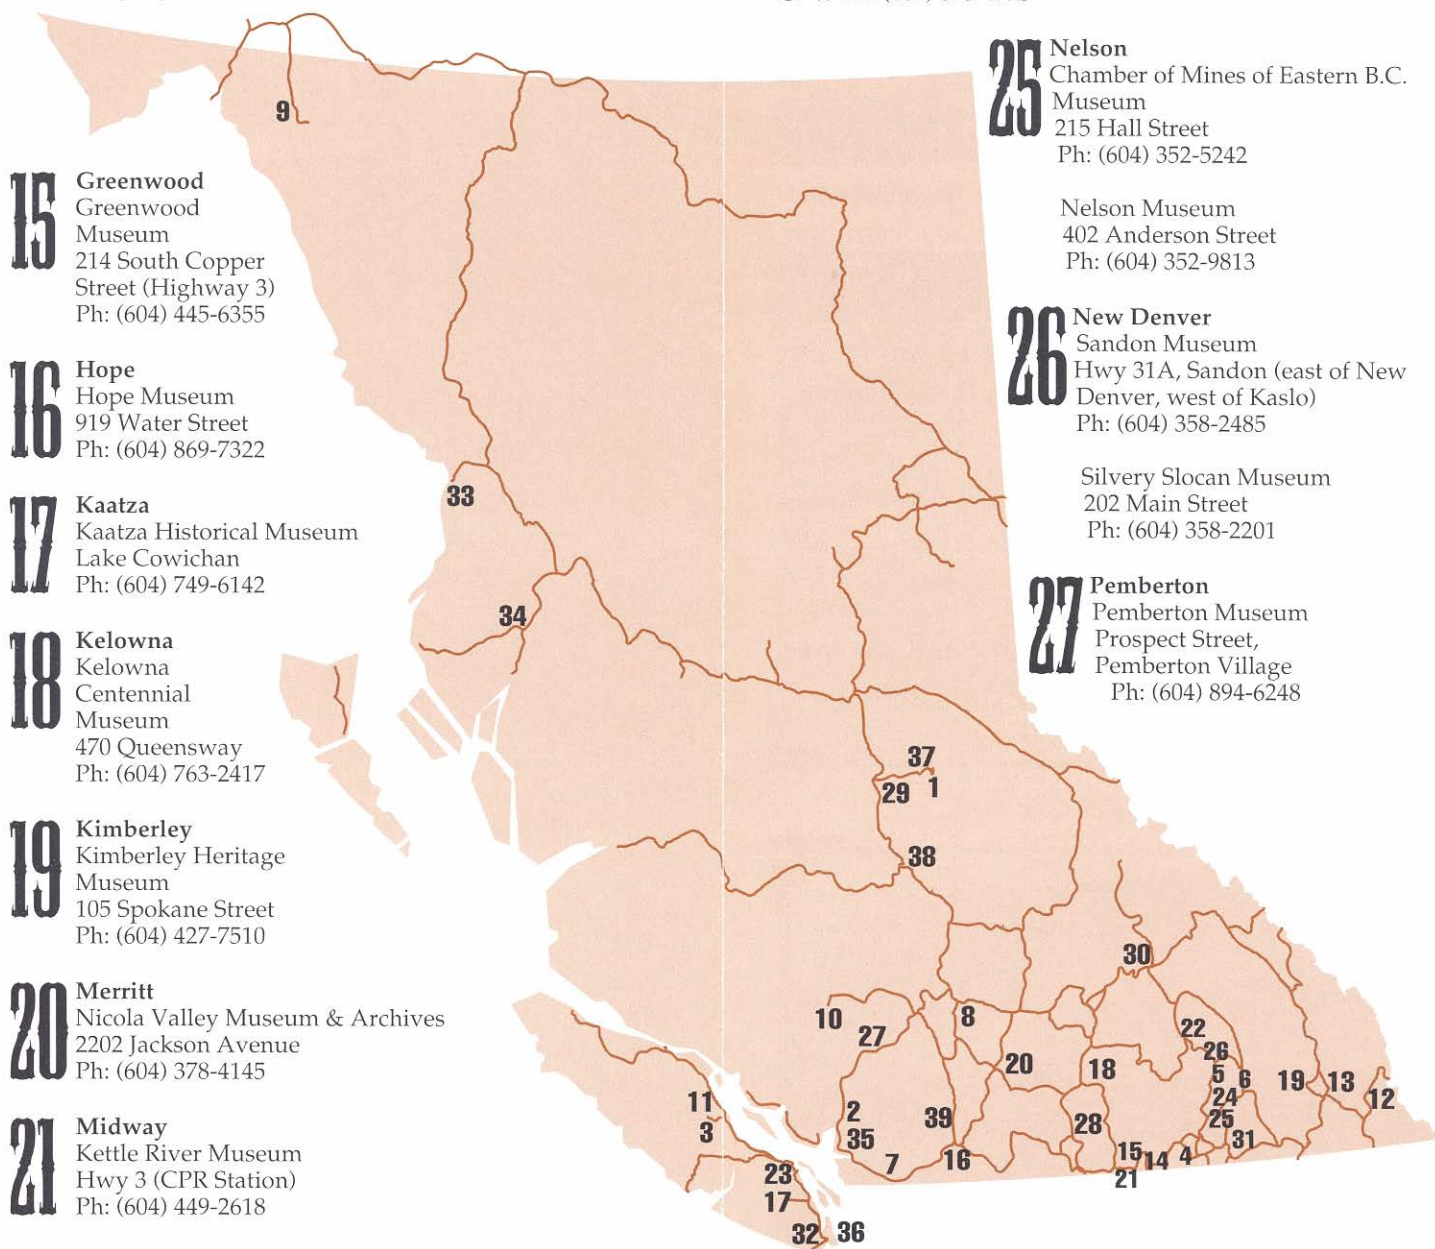 15
Greenwood
Greenwood
Museum
214 South Copper
Street (Highway 3)
Ph: (604) 445-6355
16
Hope
Hope Museum
919 Water Street
Ph: (604) 869-7322
17
Kaatza
Kaatza Historical Museum
Lake Cowichan
Ph: (604) 749-6142
18
Kelowna
Kelowna
Centennial
Museum
470 Queensway
Ph: (604) 763-2417
19
Kimberley
Kimberley Heritage
Museum
105 Spokane Street
Ph: (604) 427-7510
20
Merritt
Nicola Valley Museum & Archives
2202 Jackson Avenue
Ph: (604) 378-4145
21
Midway
Kettle River Museum
Hwy 3 (CPR Station)
Ph: (604) 449-2618
25
Nelson
Chamber of Mines of Eastern B.C.
Museum
215 Hall Street
Ph: (604) 352-5242
Nelson Museum
402 Anderson Street
Ph: (604) 352-9813
26
New Denver
Sandon Museum
Hwy 31A, Sandon (east of New
Denver, west of Kaslo)
Ph: (604) 358-2485
Silvery Slocan Museum
202 Main Street
Ph: (604) 358-2201
27
Pemberton
Pemberton Museum
Prospect Street,
Pemberton Village
Ph: (604) 894-6248
9
33
34
37
29
1
38
30
10
27
8
22
20
26
18
5
6
19
13
12
24
25
31
11
3
2
35
39
28
7
16
15
14
4
21
23
17
32
36